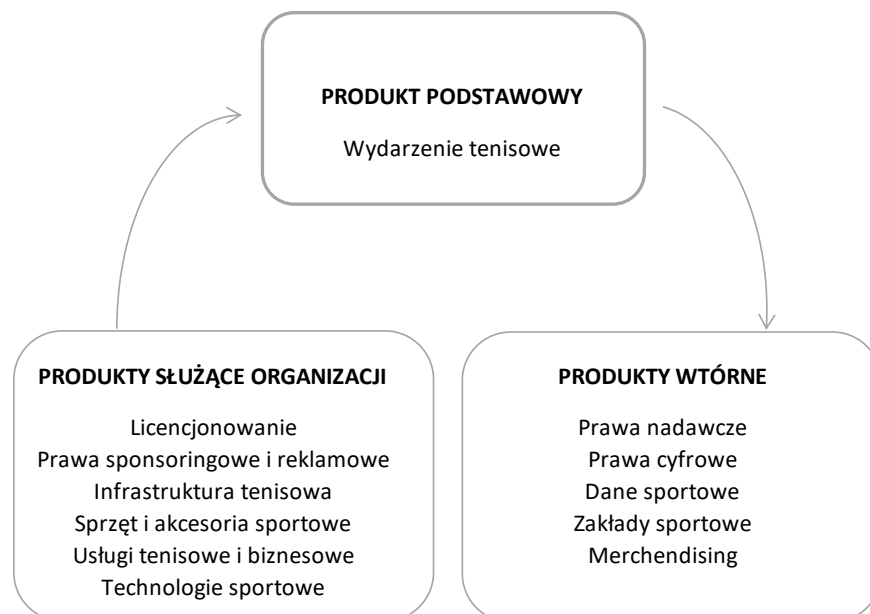 PRODUKT PODSTAWOWY
Wydarzenie tenisowe
PRODUKTY SŁUŻĄCE ORGANIZACJI
Licencjonowanie
Prawa sponsoringowe i reklamowe
Infrastruktura tenisowa
Sprzęt i akcesoria sportowe
Usługi tenisowe i biznesowe
Technologie sportowe
PRODUKTY WTÓRNE
Prawa nadawcze
Prawa cyfrowe
Dane sportowe
Zakłady sportowe
Merchendising